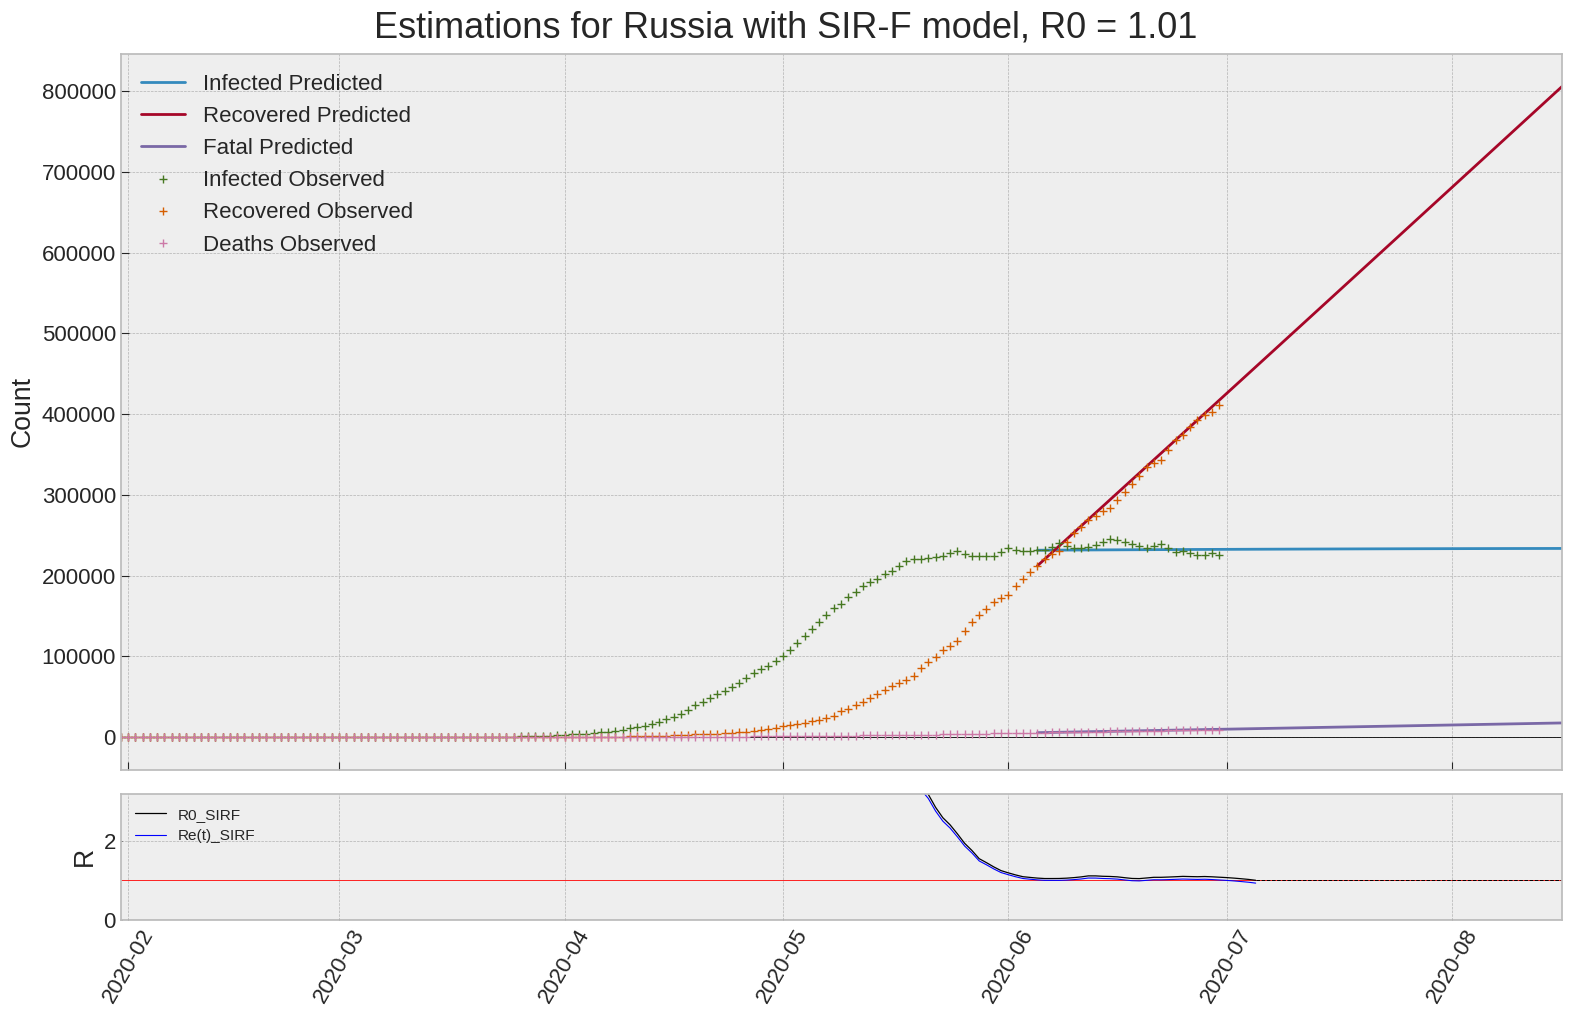 Estimations for Russia with SIR-F model, R0 = 1.01
Infected Predicted
Recovered Predicted
Fatal Predicted
Infected Observed
Recovered Observed
Deaths Observed
800000
700000
600000
500000
400000
300000
200000
100000
0
Count
R0_SIRF
Re(t)_SIRF
2
0
R
2020-02
2020-03
2020-04
2020-05
2020-06
2020-07
2020-08